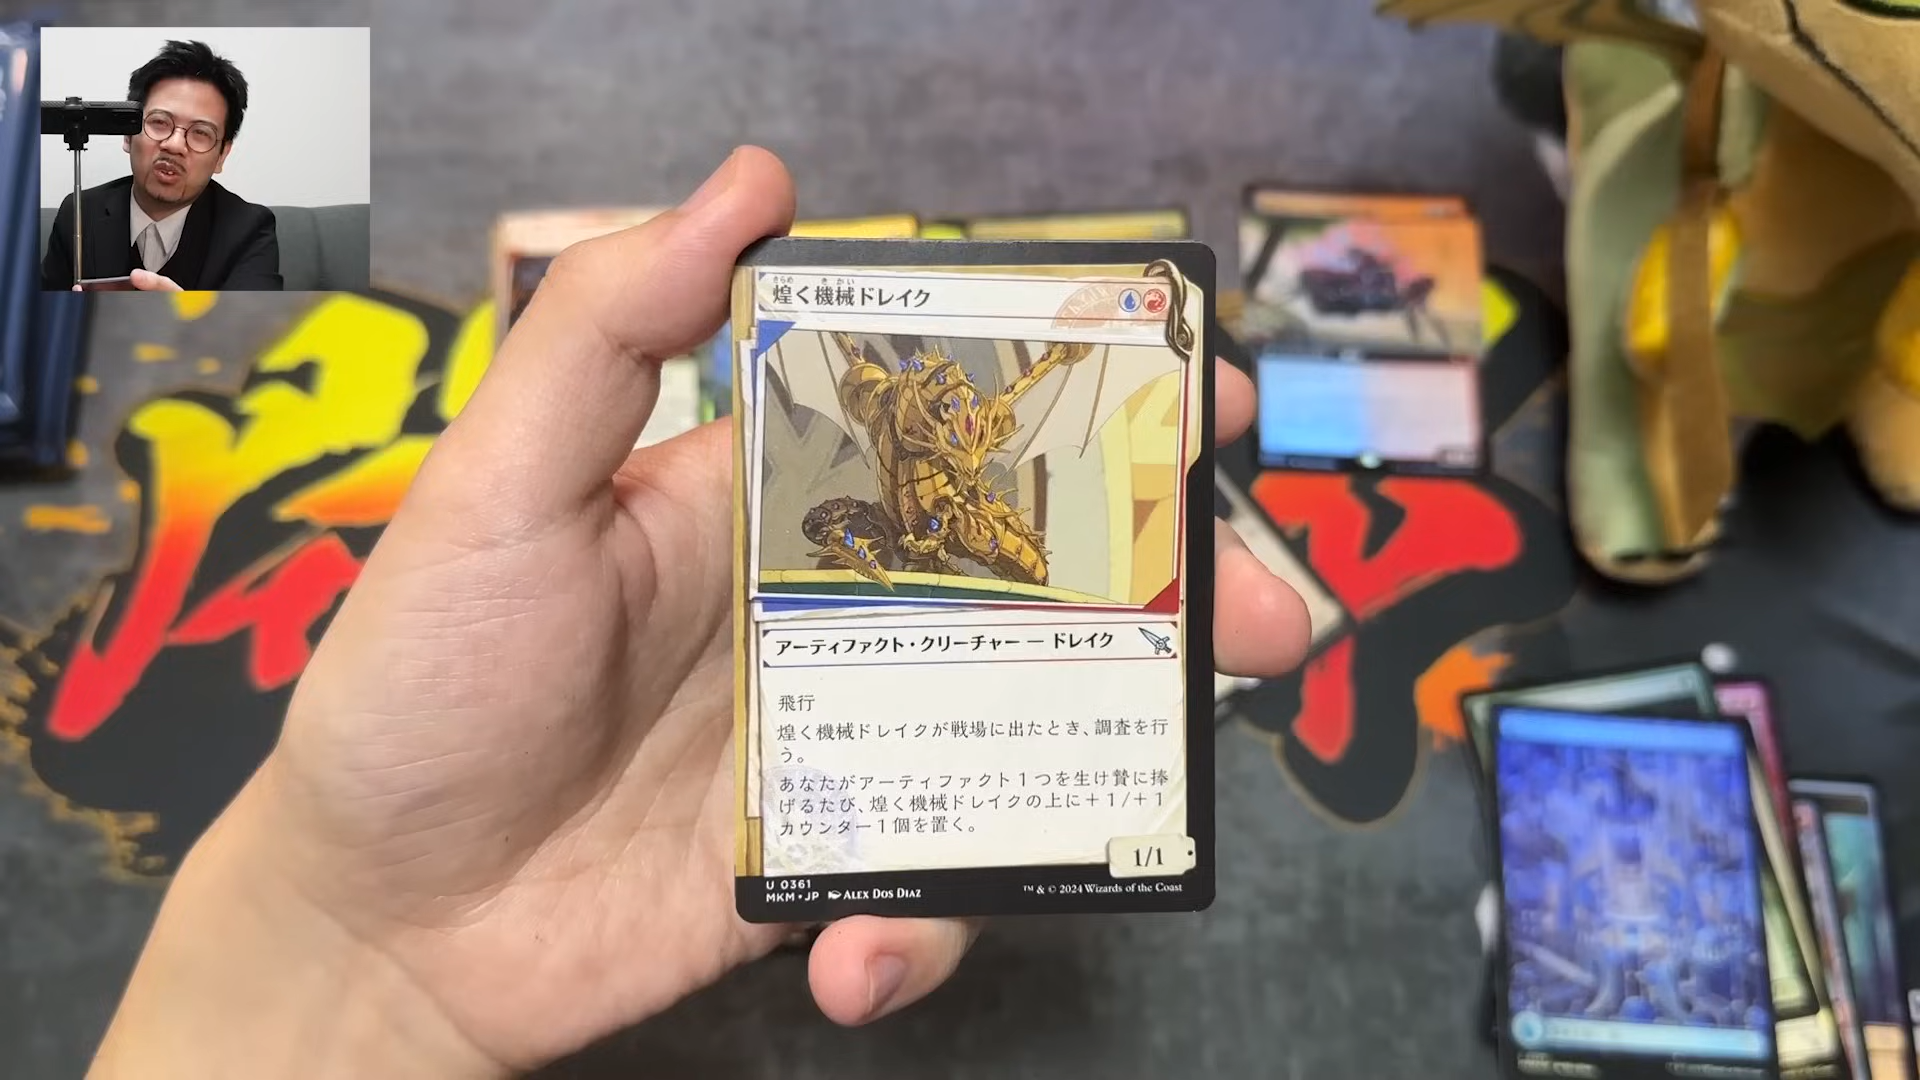 きらめ きかい
煌く機械ドレイク
アーティファクト・クリーチャー — ドレイク
飛行
煌く機械ドレイクが戦場に出たとき、調査を行
う。
あなたがアーティファクト1つを生け贄に捧
げるたび、煌く機械ドレイクの上に+1/+1
カウンター1個を置く。
1/1
U 0361
MKM • JP ALEX DOS DIAZ
™ & © 2024 Wizards of the Coast